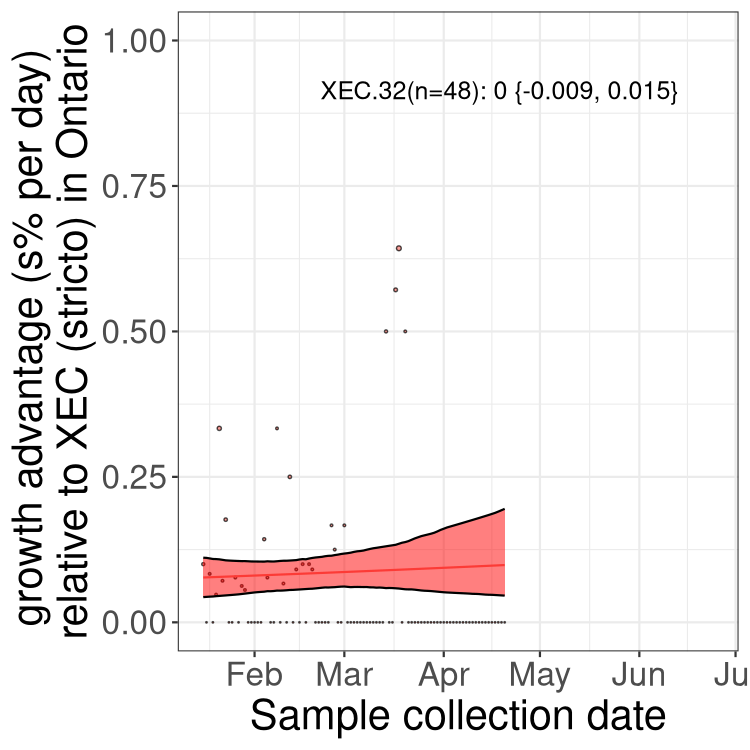 growth advantage (s% per day)
relative to XEC (stricto) in Ontario
1.00
0.75
0.50
0.25
0.00
XEC.32(n=48): 0 {-0.009, 0.015}
Feb Mar Apr May Jun Ju
Sample collection date